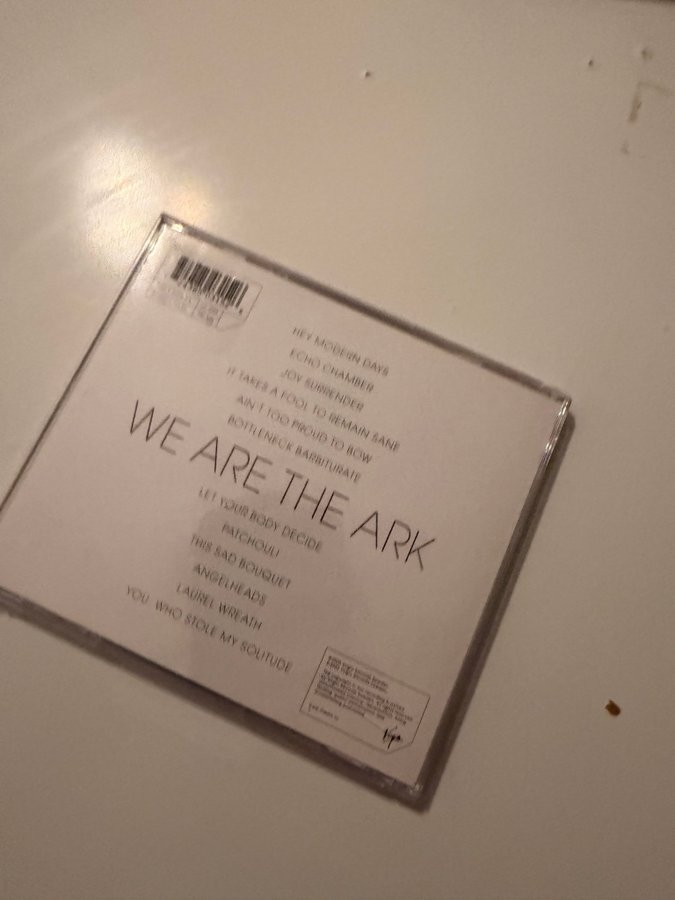 HEY MODERN DAYS
ECHO CHAMBER
JOY SURRENDER
IT TAKES A FOOL TO REMAIN SANE
AIN'T TOO PROUD TO BOW
BOTTLENECK BARBITURATE
WE ARE THE ARK
LET YOUR BODY DECIDE
PATCHOULI
THIS SAD BOUQUET
ANGELHEADS
LAUREL WREATH
YOU WHO STOLE MY SOLITUDE
Virgin